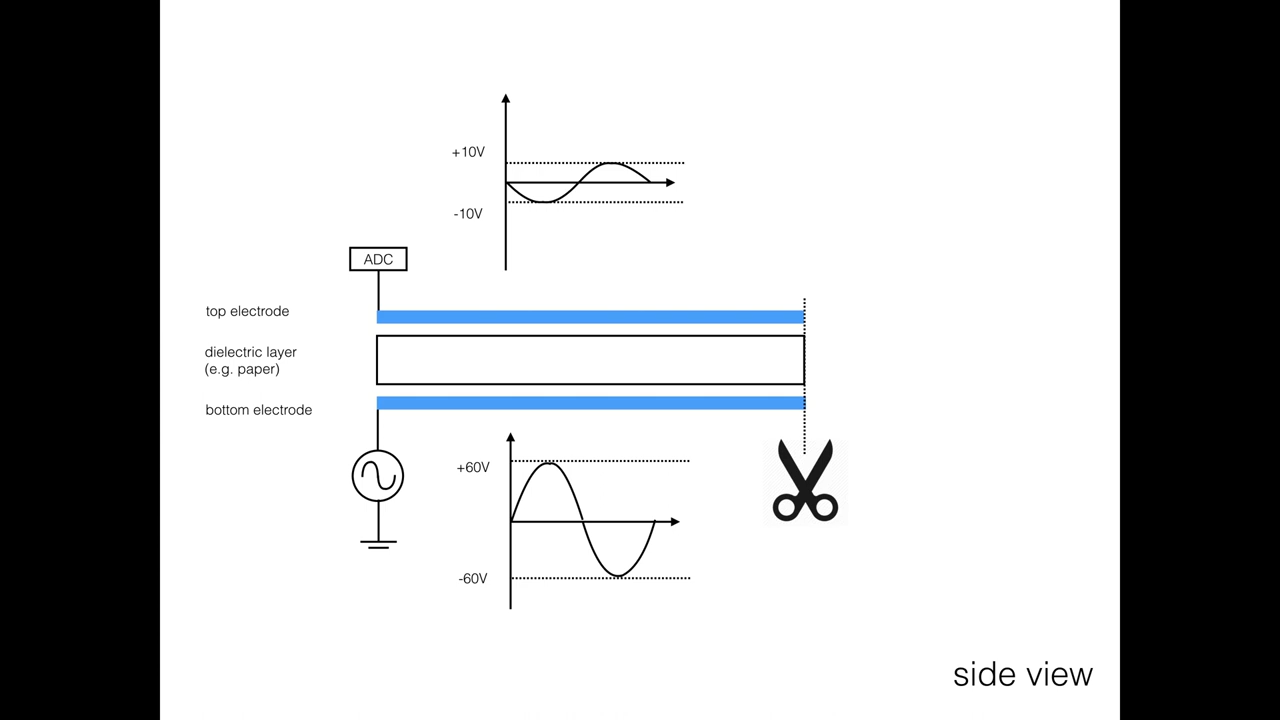 +10V
-10V
ADC
top electrode
dielectric layer
(e.g. paper)
bottom electrode
+60V
-60V
side view